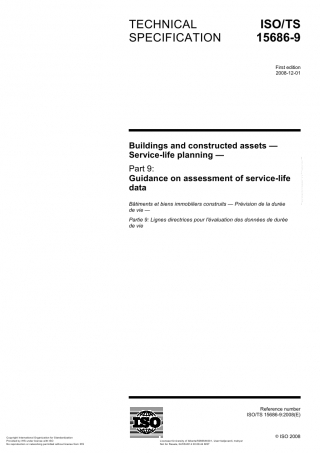 TECHNICAL
SPECIFICATION
ISO/TS
15686-9
First edition
2008-12-01
Buildings and constructed assets —
Service-life planning —
Part 9:
Guidance on assessment of service-life
data
Bâtiments et biens immobiliers construits — Prévision de la durée
de vie —
Partie 9: Lignes directrices pour l'évaluation des données de durée
de vie
Reference number
ISO/TS 15686-9:2008(E)
ISO
© ISO 2008